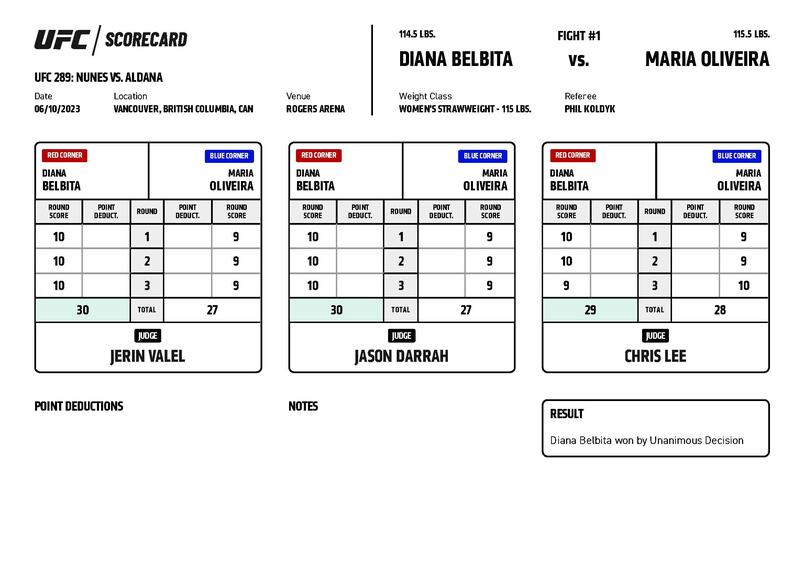 UFC / SCORECARD
UFC 289: NUNES VS. ALDANA
Date Location Venue
06/10/2023 VANCOUVER, BRITISH COLUMBIA, CAN ROGERS ARENA
114.5 LBS. FIGHT #1 115.5 LBS.
DIANA BELBITA VS. MARIA OLIVEIRA
Weight Class Referee
WOMEN'S STRAWWEIGHT - 115 LBS. PHIL KOLDYK
RED CORNER BLUE CORNER
DIANA MARIA
BELBITA OLIVEIRA
ROUND POINT ROUND POINT ROUND
SCORE DEDUCT. DEDUCT. SCORE
10 1 9
10 2 9
10 3 9
30 TOTAL 27
JUDGE
JERIN VALEL
RED CORNER BLUE CORNER
DIANA MARIA
BELBITA OLIVEIRA
ROUND POINT ROUND POINT ROUND
SCORE DEDUCT. DEDUCT. SCORE
10 1 9
10 2 9
10 3 9
30 TOTAL 27
JUDGE
JASON DARRAH
RED CORNER BLUE CORNER
DIANA MARIA
BELBITA OLIVEIRA
ROUND POINT ROUND POINT ROUND
SCORE DEDUCT. DEDUCT. SCORE
10 1 9
10 2 9
9 3 10
29 TOTAL 28
JUDGE
CHRIS LEE
POINT DEDUCTIONS
NOTES
RESULT
Diana Belbita won by Unanimous Decision